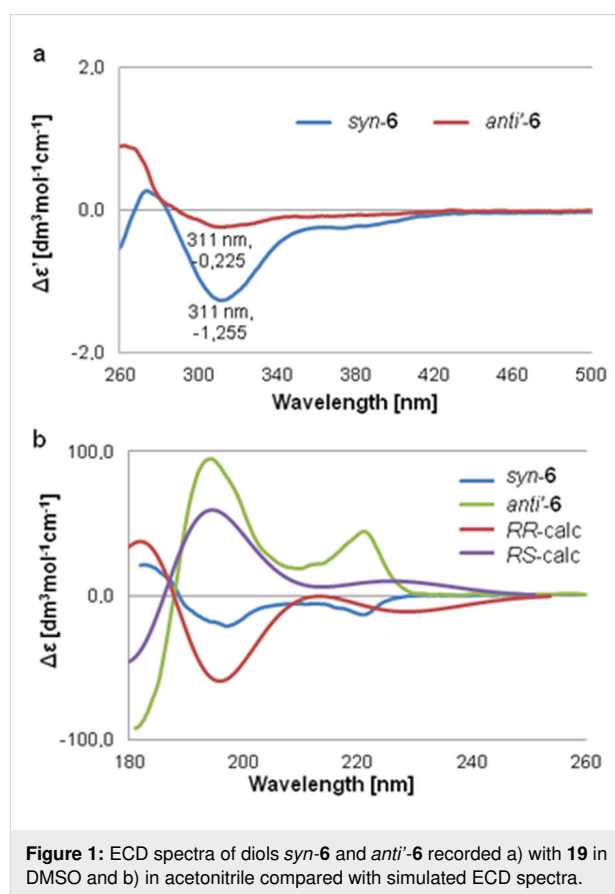 a
2.0
syn-6 anti'-6
0.0
Δε' [dm³mol⁻¹cm⁻¹]
311 nm,
-0,225
311 nm,
-1,255
-2.0
260 300 340 380 420 460 500
Wavelength [nm]
b
100.0
syn-6
anti'-6
RR-calc
RS-calc
Δε [dm³mol⁻¹cm⁻¹]
0.0
-100.0
180 200 220 240 260
Wavelength [nm]
Figure 1: ECD spectra of diols syn-6 and anti'-6 recorded a) with 19 in
DMSO and b) in acetonitrile compared with simulated ECD spectra.